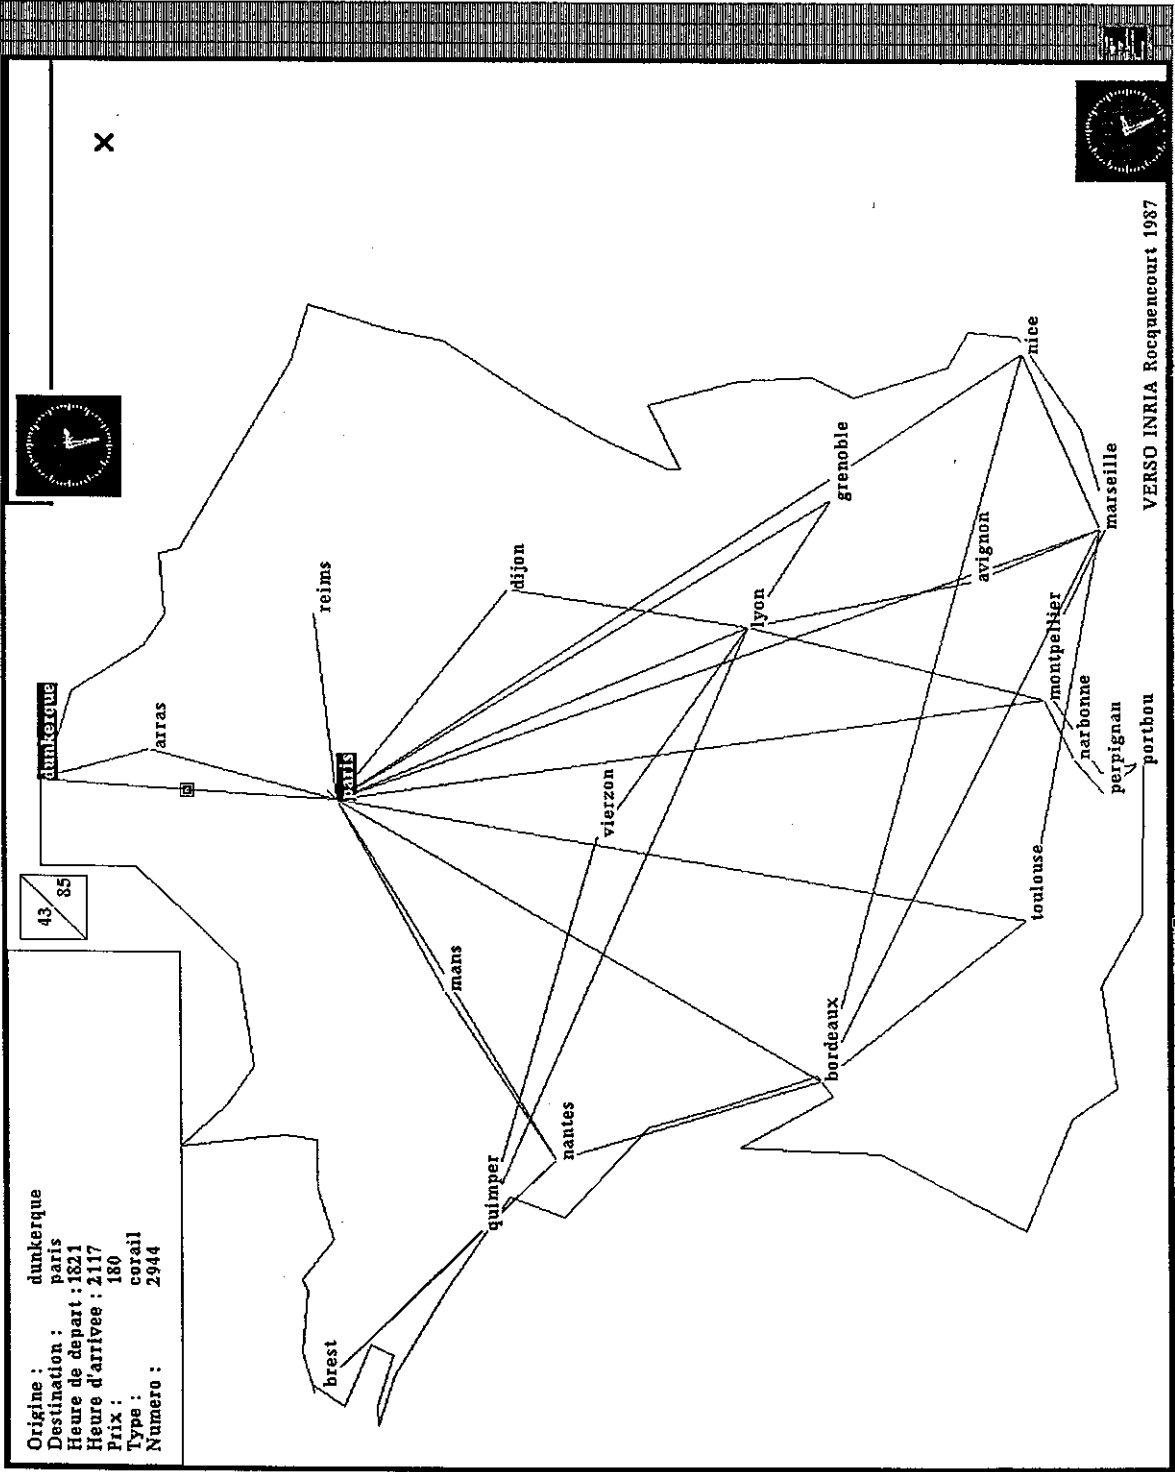 Origine : dunkerque
Destination : paris
Heure de depart : 1821
Heure d'arrivee : 2117
Prix : 180
Type : corail
Numero : 2944
43
85
dunkerque
arras
reims
paris
brest
mans
dijon
quimper
nantes
vierzon
lyon
grenoble
bordeaux
avignon
toulouse
montpellier
nice
narbonne
marseille
perpignan
portbou
VERSO INRIA Rocquencourt 1987